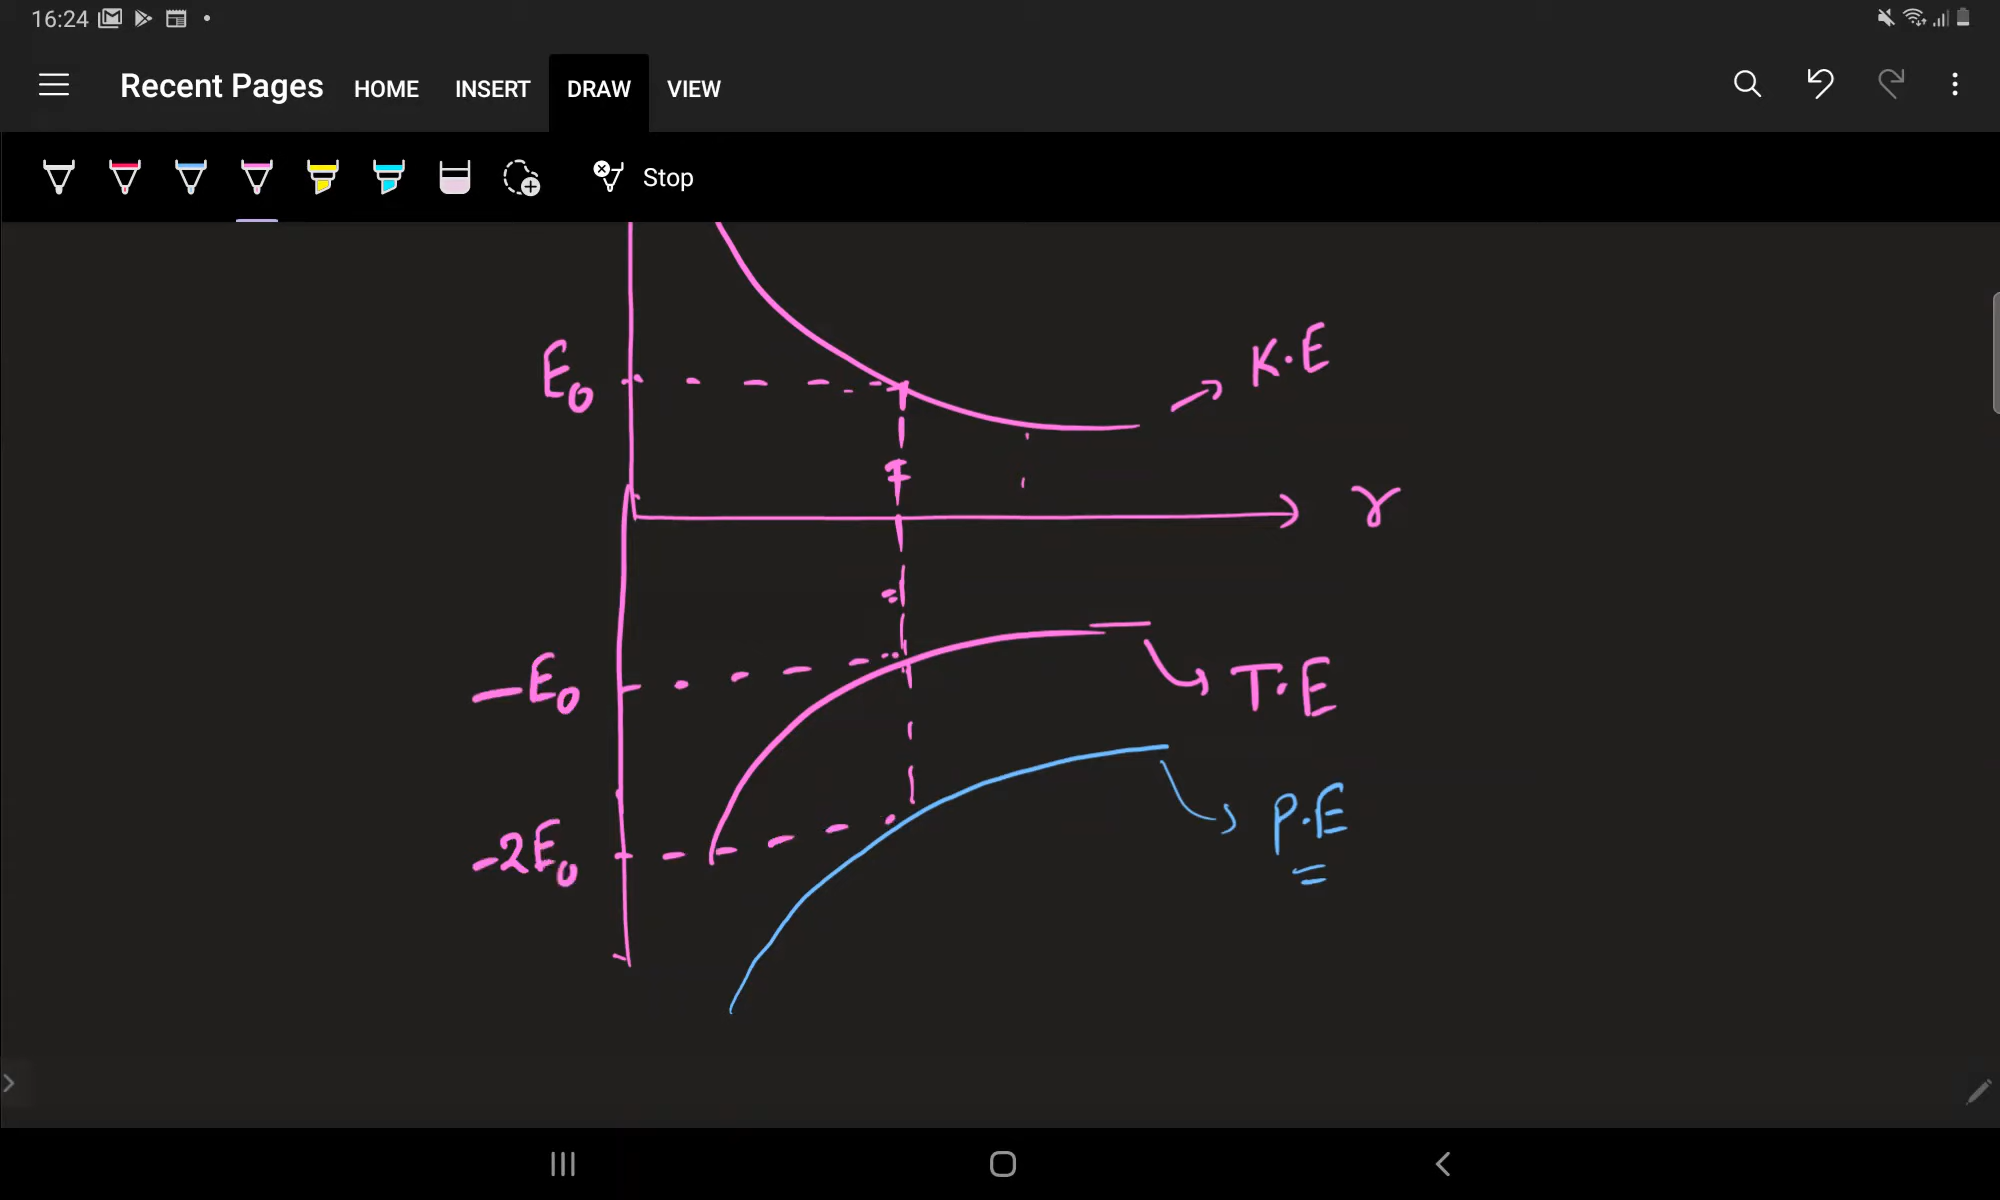 16:24
Recent Pages HOME INSERT DRAW VIEW
Stop
K.E
E₀
r
-E₀
T.E
P.E
-2E₀